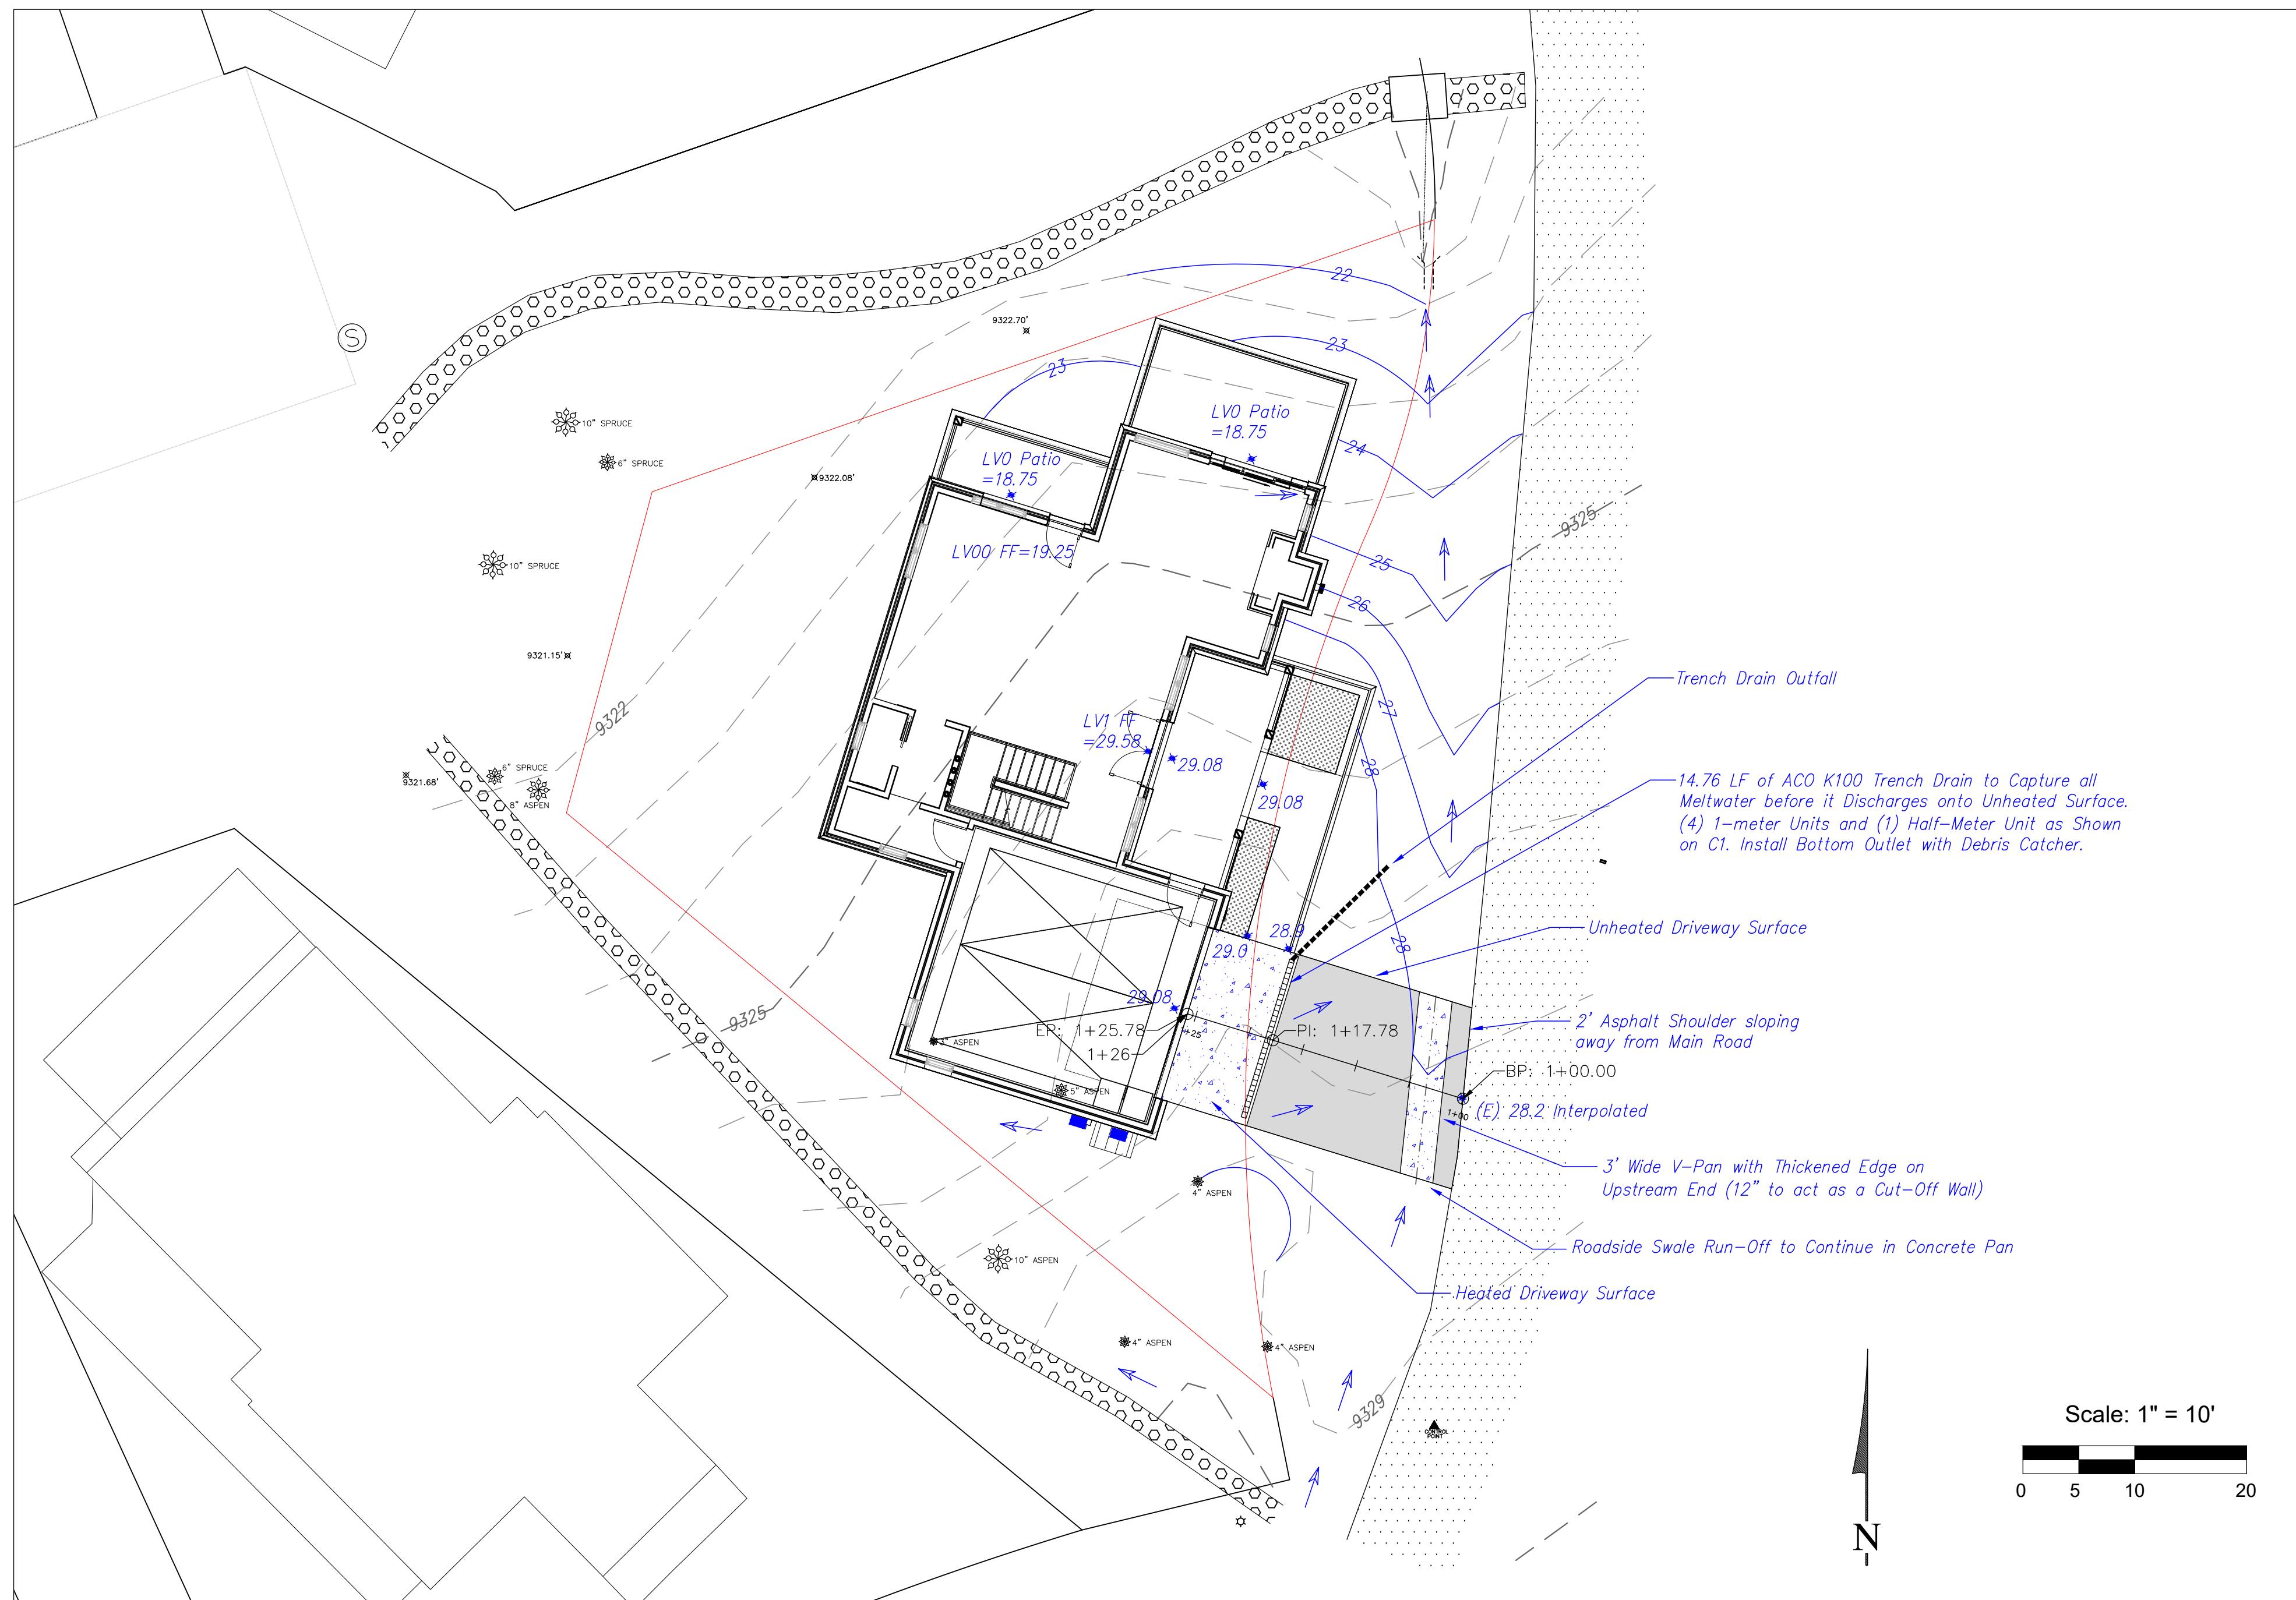 22
9322.70'
23
23
LV0 Patio
=18.75
10" SPRUCE
24
LV0 Patio
=18.75
6" SPRUCE
9322.08'
S
9325
LV00 FF=19.25
25
10" SPRUCE
26
9321.15'
Trench Drain Outfall
9322
27
LV1 FF
=29.58
29.08
28
6" SPRUCE
9321.68'
8" ASPEN
29.08
14.76 LF of ACO K100 Trench Drain to Capture all
Meltwater before it Discharges onto Unheated Surface.
(4) 1-meter Units and (1) Half-Meter Unit as Shown
on C1. Install Bottom Outlet with Debris Catcher.
28.9
29.0
28
Unheated Driveway Surface
29.08
9325
EP: 1+25.78
1+26
1+25
PI: 1+17.78
3" ASPEN
2' Asphalt Shoulder sloping
away from Main Road
BP: 1+00.00
5" ASPEN
1+00
(E) 28.2 Interpolated
3' Wide V-Pan with Thickened Edge on
Upstream End (12" to act as a Cut-Off Wall)
4" ASPEN
Roadside Swale Run-Off to Continue in Concrete Pan
10" ASPEN
Heated Driveway Surface
4" ASPEN
4" ASPEN
9329
CONTROL
POINT
Scale: 1" = 10'
0 5 10 20
N